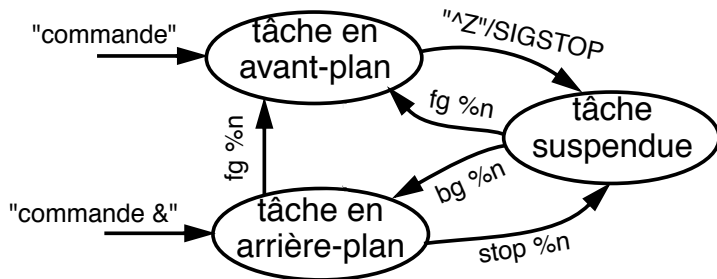 "commande"
tâche en
avant-plan
"^Z"/SIGSTOP
fg %n
tâche
suspendue
fg %n
bg %n
"commande &"
tâche en
arrière-plan
stop %n